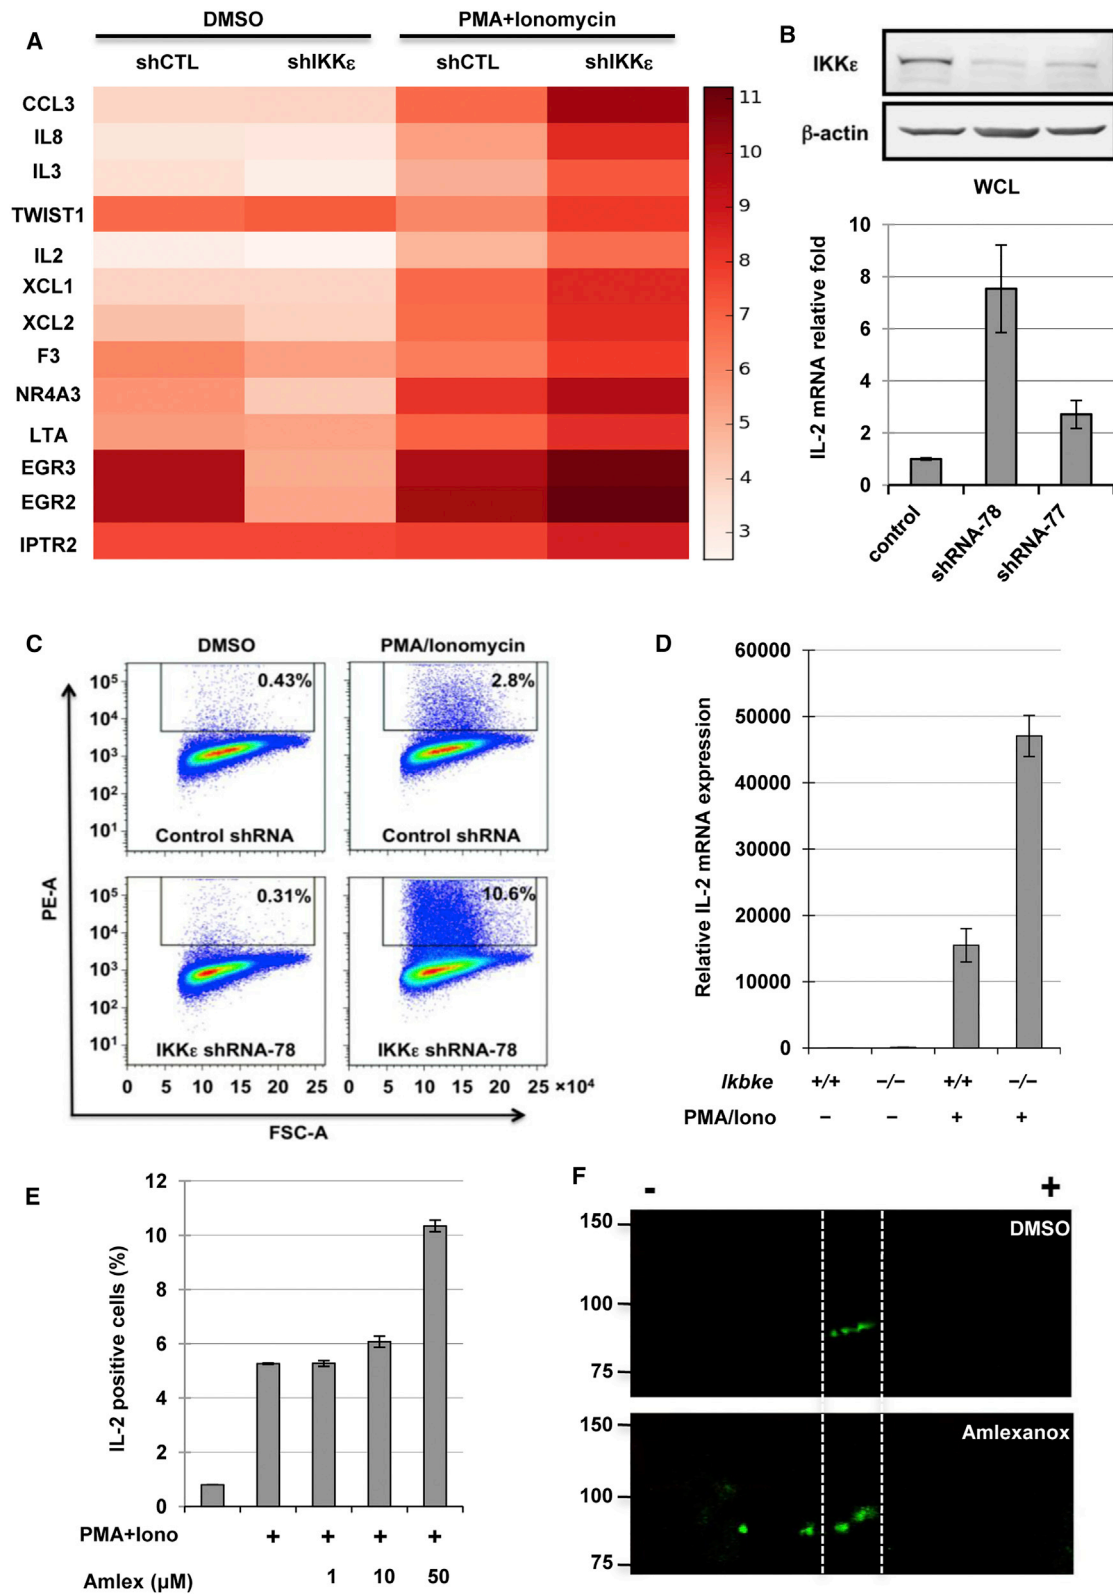 A
DMSO PMA+Ionomycin
shCTL shIKKε shCTL shIKKε
CCL3
IL8
IL3
TWIST1
IL2
XCL1
XCL2
F3
NR4A3
LTA
EGR3
EGR2
IPTR2
11
10
9
8
7
6
5
4
3
B
IKKε
β-actin
WCL
IL-2 mRNA relative fold
10
8
6
4
2
0
control
shRNA-78
shRNA-77
C
DMSO PMA/Ionomycin
PE-A
10⁵
10⁴
10³
10²
10¹
0.43%
Control shRNA
2.8%
Control shRNA
10⁵
10⁴
10³
10²
10¹
0.31%
IKKε shRNA-78
10.6%
IKKε shRNA-78
0 5 10 15 20 25 0 5 10 15 20 25 ×10⁴
FSC-A
D
Relative IL-2 mRNA expression
60000
50000
40000
30000
20000
10000
0
Ikbke +/+ −/− +/+ −/−
PMA/Iono − − + +
E
IL-2 positive cells (%)
12
10
8
6
4
2
0
PMA+Iono + + + +
Amlex (µM) 1 10 50
F
- +
150
100
75
DMSO
150
100
75
Amlexanox